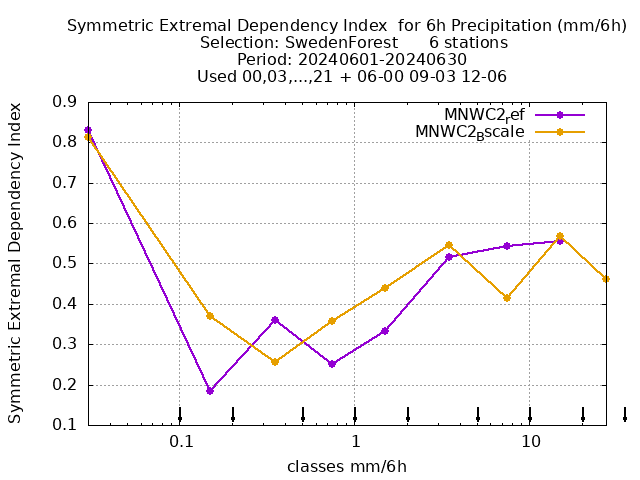 Symmetric Extremal Dependency Index  for 6h Precipitation (mm/6h)
Selection: SwedenForest      6 stations
Period: 20240601-20240630
Used 00,03,...,21 + 06-00 09-03 12-06
Symmetric Extremal Dependency Index
0.9
0.8
0.7
0.6
0.5
0.4
0.3
0.2
0.1
MNWC2ref
MNWC2Bscale
0.1 1 10
classes mm/6h